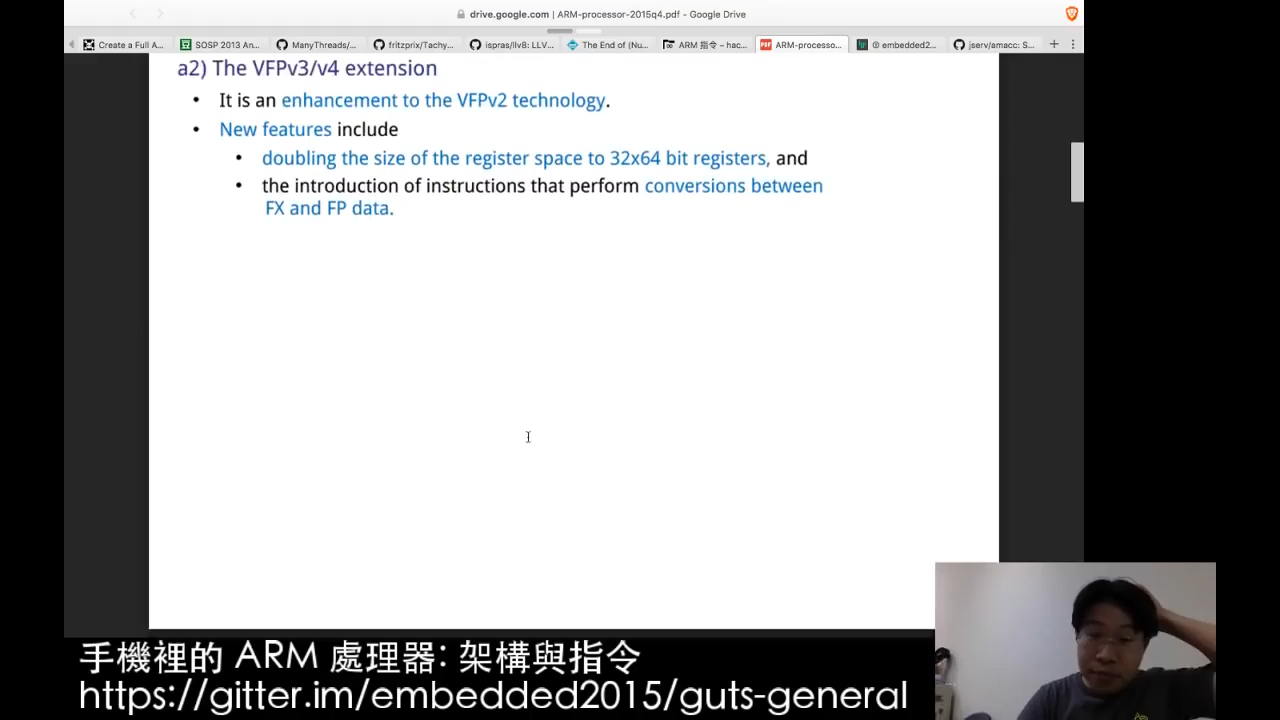 drive.google.com | ARM-processor-2015q4.pdf - Google Drive
Create a Full A... SOSP 2013 An... ManyThreads/... fritzprix/Tachy... ispras/llv8: LLV... The End of (Nu... ARM 指令 – hac... ARM-processo... embedded2... jserv/amacc: S...
a2) The VFPv3/v4 extension
• It is an enhancement to the VFPv2 technology.
• New features include
• doubling the size of the register space to 32x64 bit registers, and
• the introduction of instructions that perform conversions between
FX and FP data.
手機裡的 ARM 處理器: 架構與指令
https://gitter.im/embedded2015/guts-general